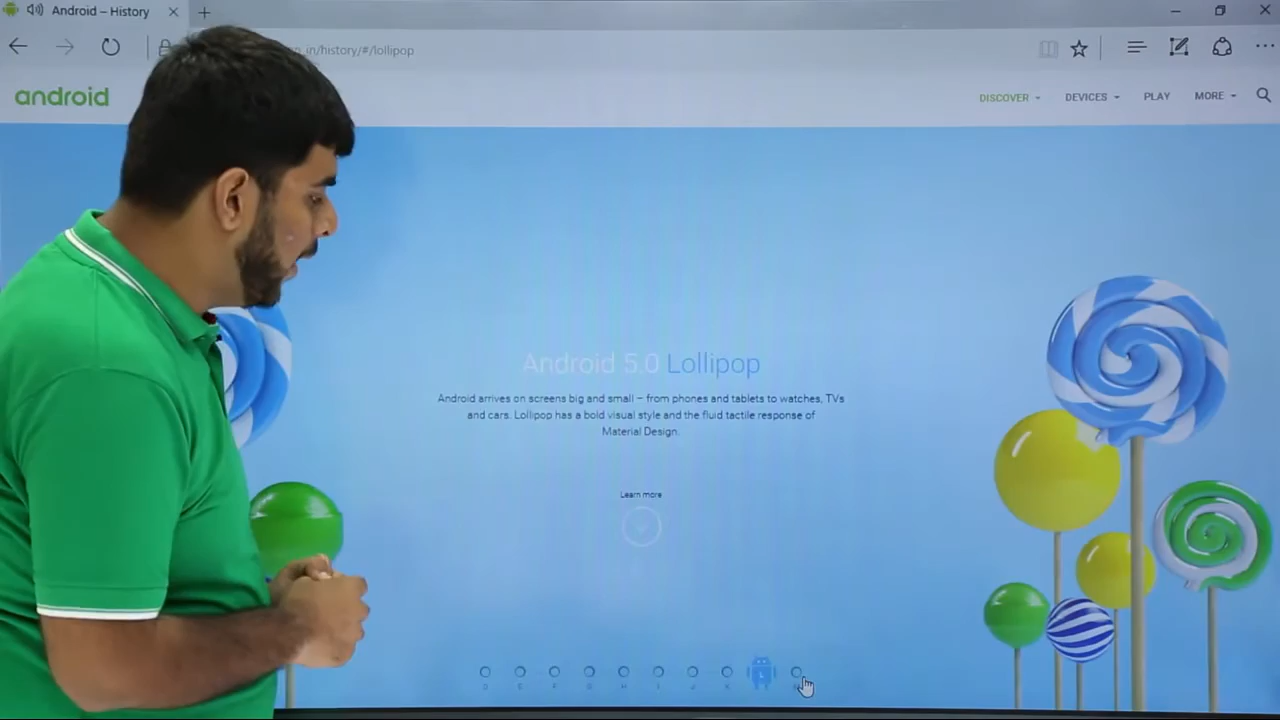 Android – History
in/history/#/lollipop
android
DISCOVER
DEVICES
PLAY
MORE
Android 5.0 Lollipop
Android arrives on screens big and small – from phones and tablets to watches, TVs
and cars. Lollipop has a bold visual style and the fluid tactile response of
Material Design.
Learn more
L